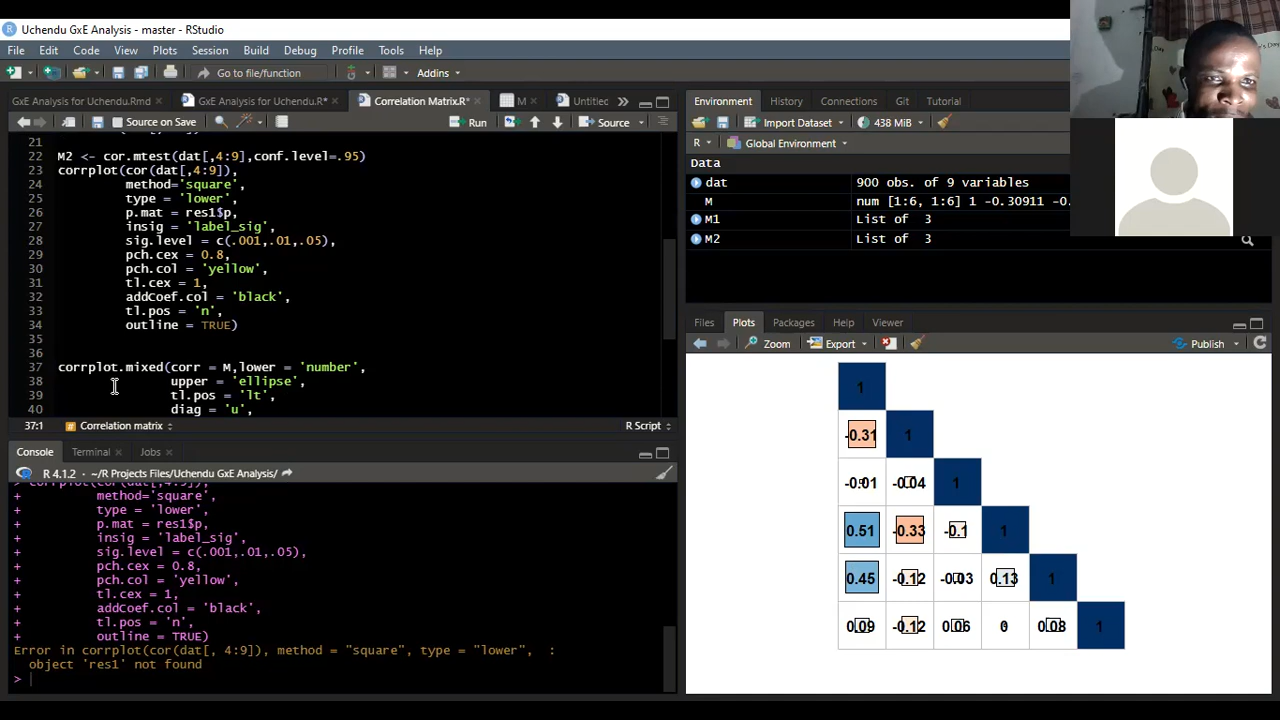 Uchendu GxE Analysis - master - RStudio
File Edit Code View Plots Session Build Debug Profile Tools Help
Go to file/function Addins
GxE Analysis for Uchendu.Rmd GxE Analysis for Uchendu.R* Correlation Matrix.R* M Untitlec
Source on Save Run Source
21
22 M2 <- cor.mtest(dat[,4:9],conf.level=.95)
23 corrplot(cor(dat[,4:9]),
24 method='square',
25 type = 'lower',
26 p.mat = res1$p,
27 insig = 'label_sig',
28 sig.level = c(.001,.01,.05),
29 pch.cex = 0.8,
30 pch.col = 'yellow',
31 tl.cex = 1,
32 addCoef.col = 'black',
33 tl.pos = 'n',
34 outline = TRUE)
35
36
37 corrplot.mixed(corr = M,lower = 'number',
38 upper = 'ellipse',
39 tl.pos = 'lt',
40 diag = 'u',
37:1 Correlation matrix R Script
Console Terminal Jobs
R 4.1.2 · ~/R Projects Files/Uchendu GxE Analysis/
+ method='square',
+ type = 'lower',
+ p.mat = res1$p,
+ insig = 'label_sig',
+ sig.level = c(.001,.01,.05),
+ pch.cex = 0.8,
+ pch.col = 'yellow',
+ tl.cex = 1,
+ addCoef.col = 'black',
+ tl.pos = 'n',
+ outline = TRUE)
Error in corrplot(cor(dat[, 4:9]), method = "square", type = "lower", :
object 'res1' not found
>
Environment History Connections Git Tutorial
Import Dataset 438 MiB
R Global Environment
Data
dat 900 obs. of 9 variables
M num [1:6, 1:6] 1 -0.30911 -0.
M1 List of 3
M2 List of 3
Files Plots Packages Help Viewer
Zoom Export Publish
1
-0.31 1
-0.01 -0.04 1
0.51 -0.33 -0.1 1
0.45 -0.12 -0.03 0.13 1
0.09 -0.12 0.06 0 0.08 1